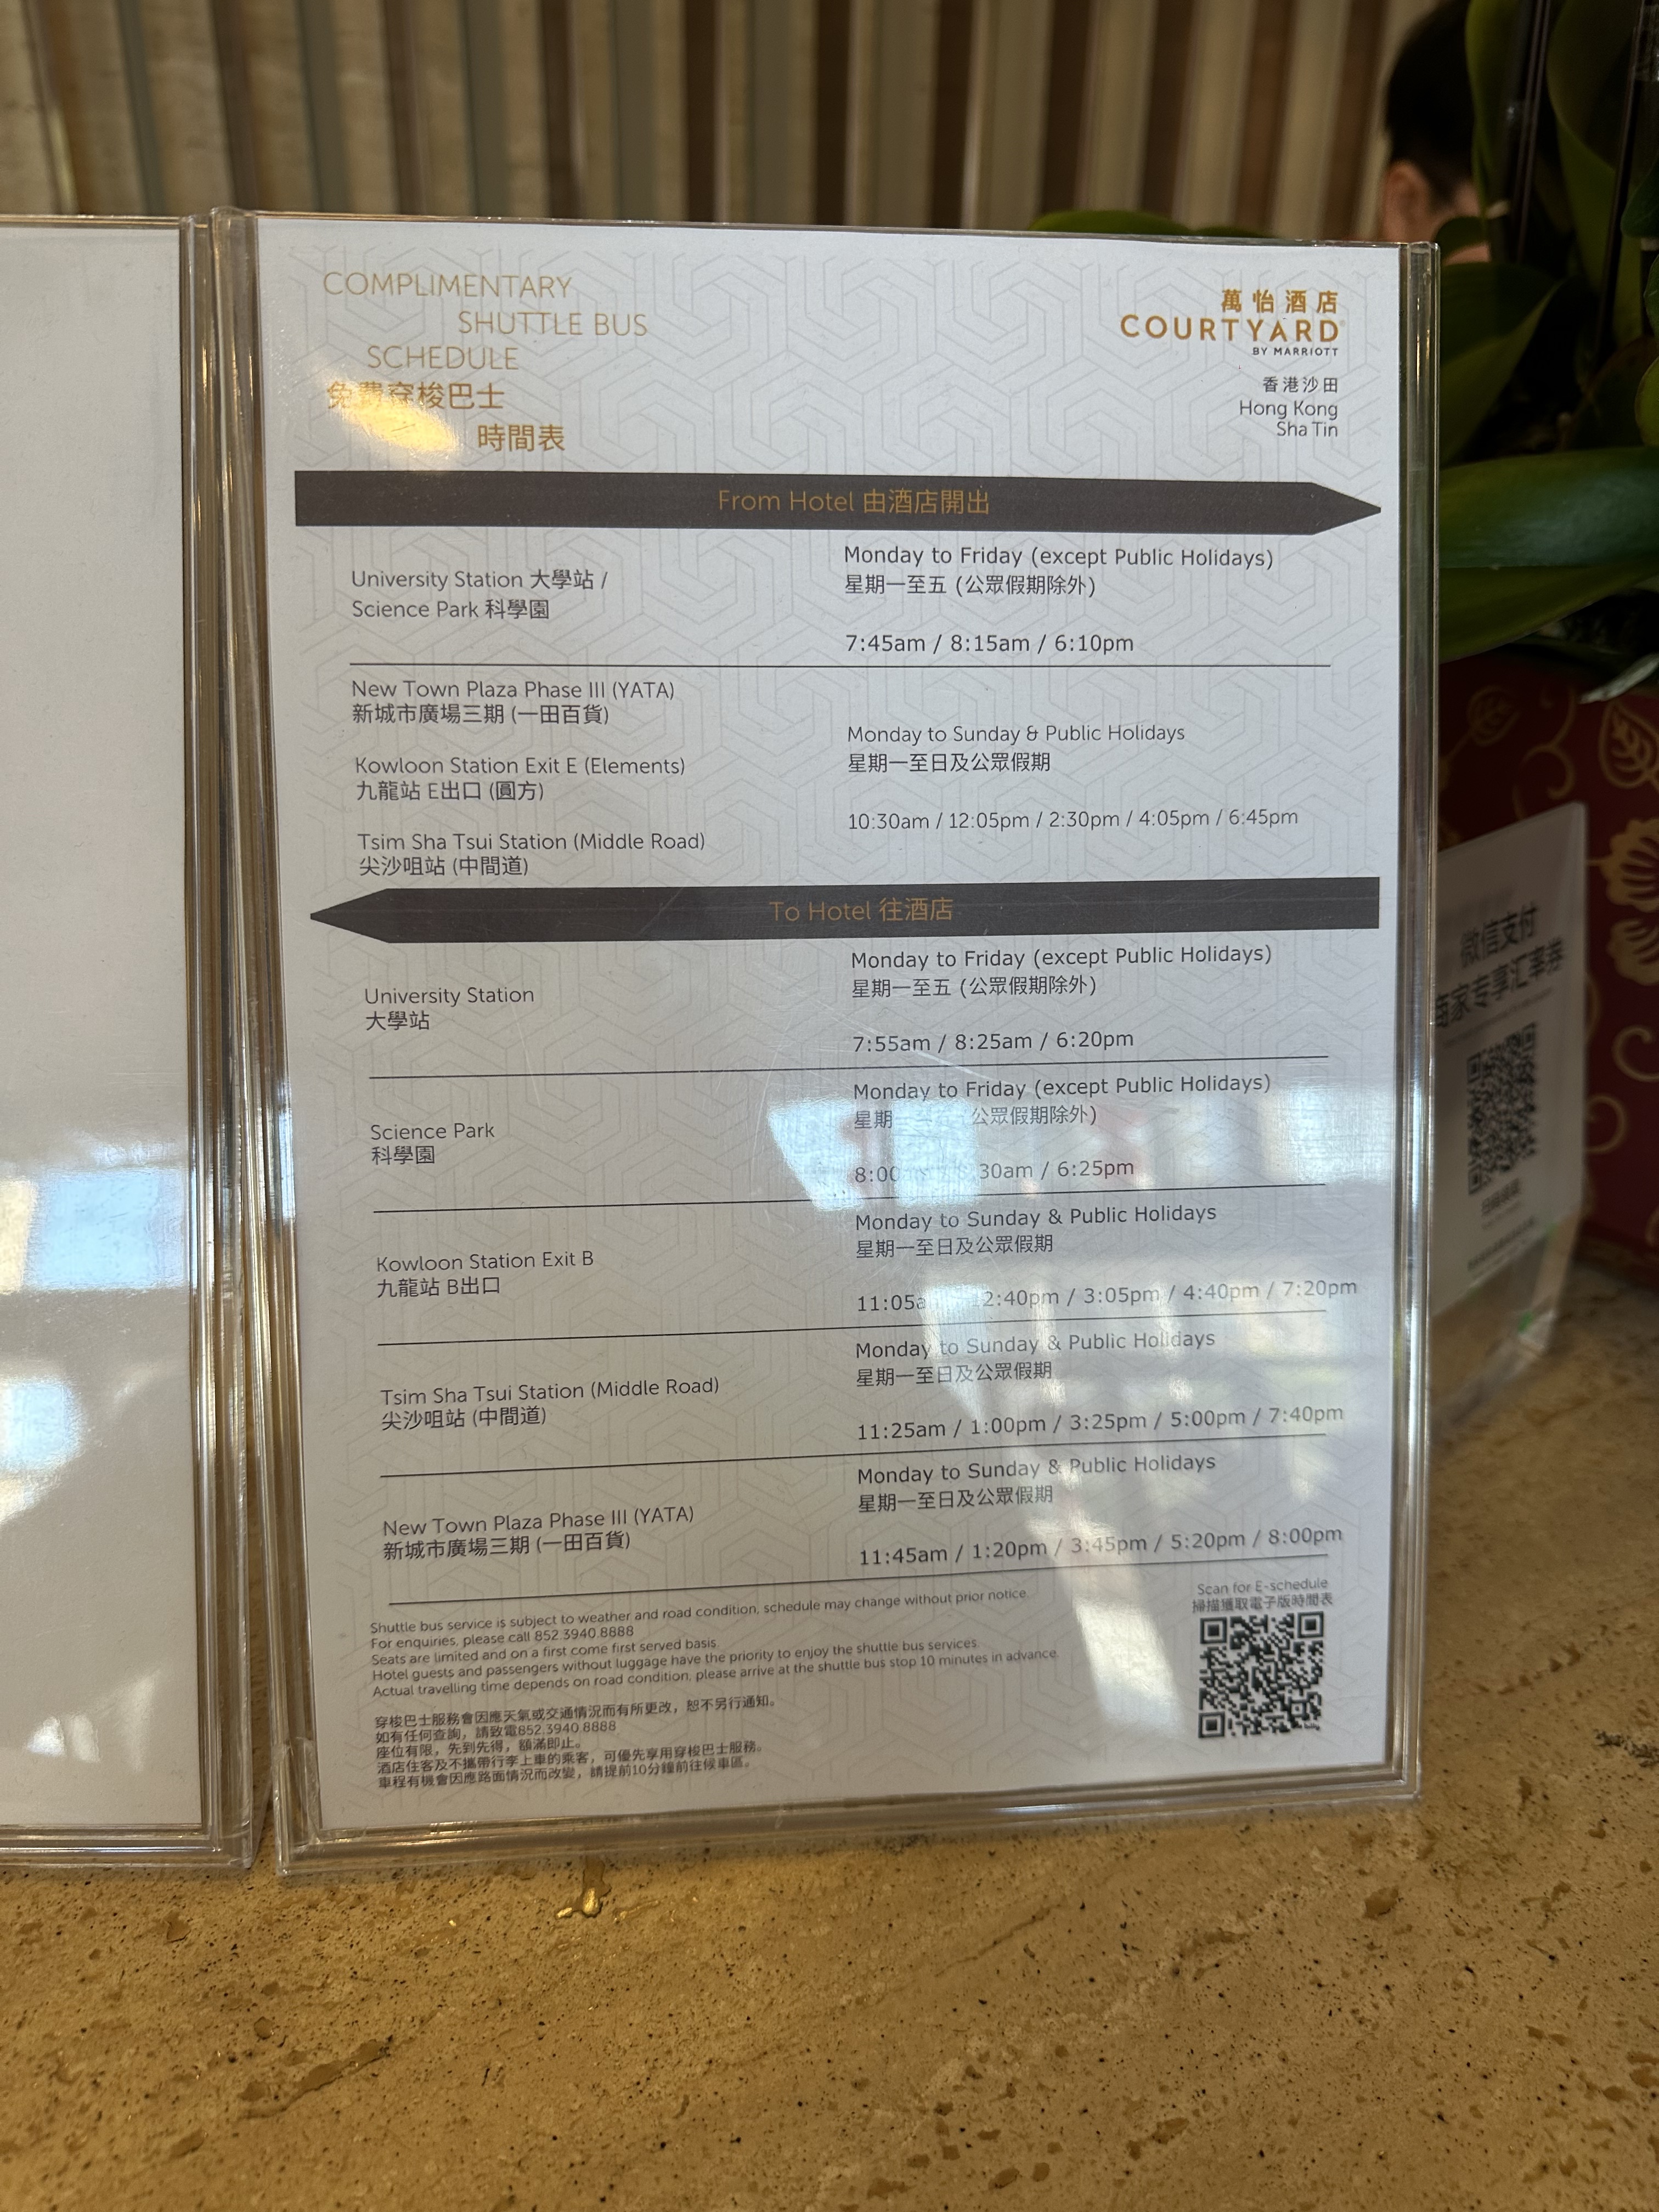 COMPLIMENTARY
SHUTTLE BUS
SCHEDULE
免費穿梭巴士
時間表
萬怡酒店
COURTYARD
BY MARRIOTT
香港沙田
Hong Kong
Sha Tin
From Hotel 由酒店開出
University Station 大學站 /
Science Park 科學園
Monday to Friday (except Public Holidays)
星期一至五 (公眾假期除外)
7:45am / 8:15am / 6:10pm
New Town Plaza Phase III (YATA)
新城市廣場三期 (一田百貨)
Kowloon Station Exit E (Elements)
九龍站 E出口 (圓方)
Tsim Sha Tsui Station (Middle Road)
尖沙咀站 (中間道)
Monday to Sunday & Public Holidays
星期一至日及公眾假期
10:30am / 12:05pm / 2:30pm / 4:05pm / 6:45pm
To Hotel 往酒店
University Station
大學站
Monday to Friday (except Public Holidays)
星期一至五 (公眾假期除外)
7:55am / 8:25am / 6:20pm
Science Park
科學園
Monday to Friday (except Public Holidays)
星期 公眾假期除外)
8:00 30am / 6:25pm
Kowloon Station Exit B
九龍站 B出口
Monday to Sunday & Public Holidays
星期一至日及公眾假期
11:05a 2:40pm / 3:05pm / 4:40pm / 7:20pm
Tsim Sha Tsui Station (Middle Road)
尖沙咀站 (中間道)
Monday to Sunday & Public Holidays
星期一至日及公眾假期
11:25am / 1:00pm / 3:25pm / 5:00pm / 7:40pm
New Town Plaza Phase III (YATA)
新城市廣場三期 (一田百貨)
Monday to Sunday & Public Holidays
星期一至日及公眾假期
11:45am / 1:20pm / 3:45pm / 5:20pm / 8:00pm
Shuttle bus service is subject to weather and road condition, schedule may change without prior notice.
For enquiries, please call 852.3940.8888
Seats are limited and on a first come first served basis.
Hotel guests and passengers without luggage have the priority to enjoy the shuttle bus services.
Actual travelling time depends on road condition, please arrive at the shuttle bus stop 10 minutes in advance.
穿梭巴士服務會因應天氣或交通情況而有所更改，恕不另行通知。
如有任何查詢，請致電852.3940.8888
座位有限，先到先得，額滿即止。
酒店住客及不攜帶行李上車的乘客，可優先享用穿梭巴士服務。
車程有機會因應路面情況而改變，請提前10分鐘前往候車區。
Scan for E-schedule
掃描獲取電子版時間表
微信支付
商家专享汇率券